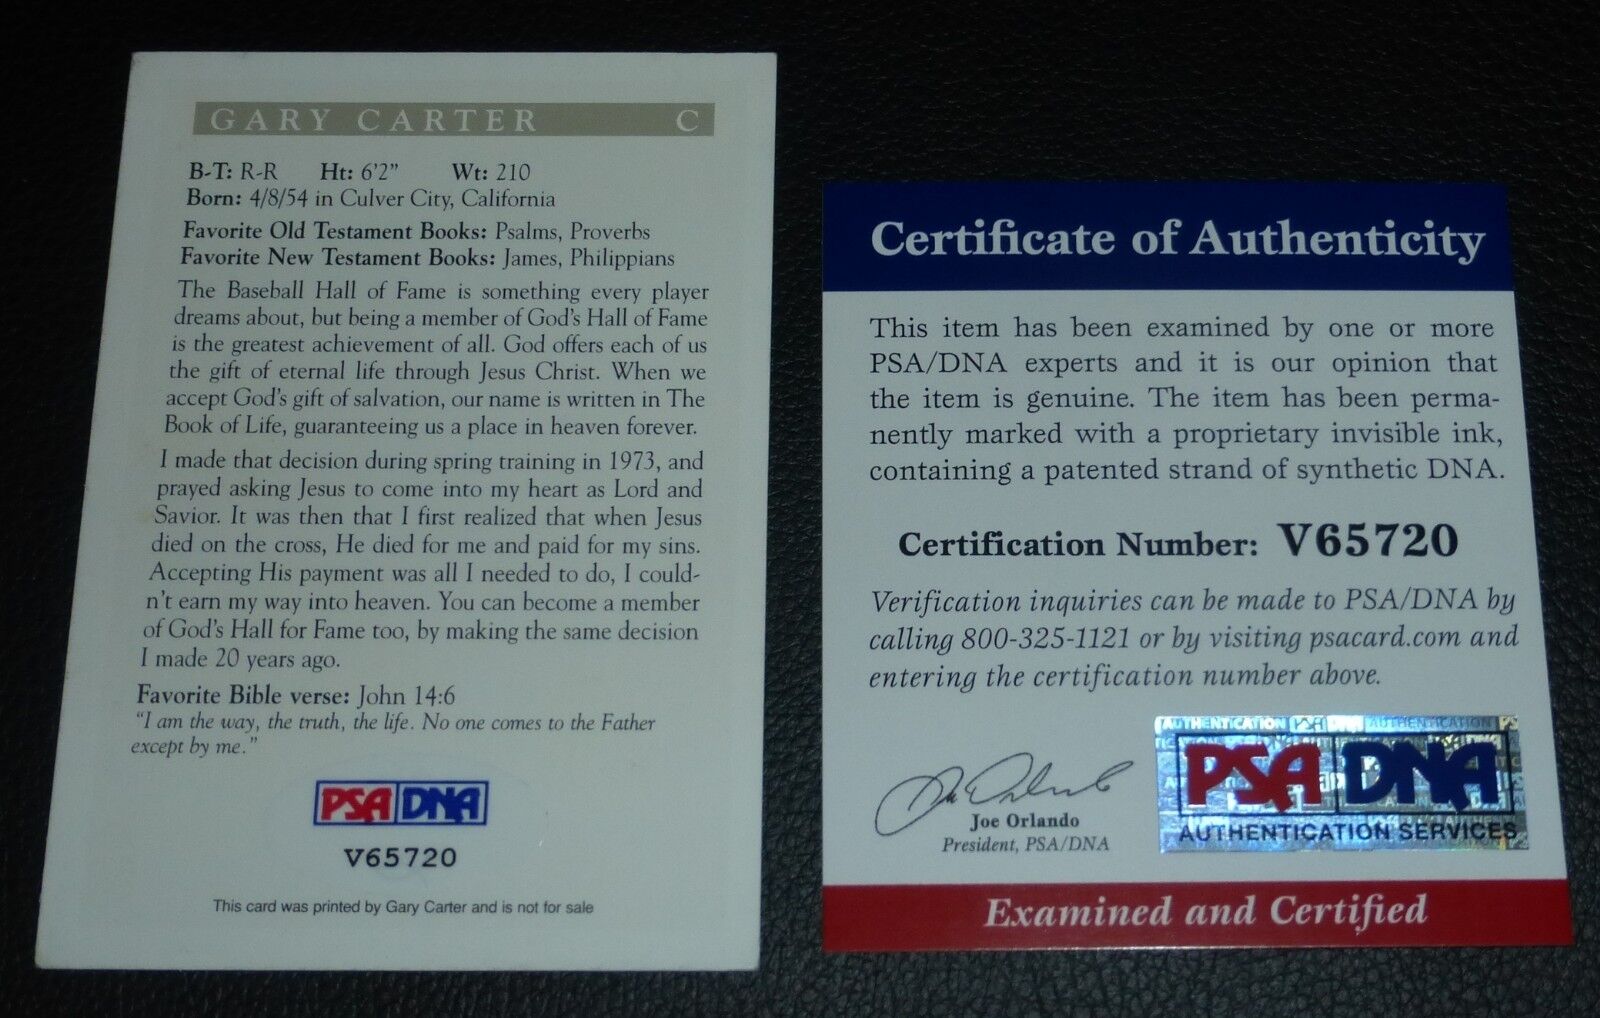 GARY CARTER C
B-T: R-R Ht: 6'2" Wt: 210
Born: 4/8/54 in Culver City, California
Favorite Old Testament Books: Psalms, Proverbs
Favorite New Testament Books: James, Philippians
The Baseball Hall of Fame is something every player
dreams about, but being a member of God's Hall of Fame
is the greatest achievement of all. God offers each of us
the gift of eternal life through Jesus Christ. When we
accept God's gift of salvation, our name is written in The
Book of Life, guaranteeing us a place in heaven forever.
I made that decision during spring training in 1973, and
prayed asking Jesus to come into my heart as Lord and
Savior. It was then that I first realized that when Jesus
died on the cross, He died for me and paid for my sins.
Accepting His payment was all I needed to do, I could-
n't earn my way into heaven. You can become a member
of God's Hall for Fame too, by making the same decision
I made 20 years ago.
Favorite Bible verse: John 14:6
"I am the way, the truth, the life. No one comes to the Father
except by me."
PSA DNA
V65720
This card was printed by Gary Carter and is not for sale
Certificate of Authenticity
This item has been examined by one or more
PSA/DNA experts and it is our opinion that
the item is genuine. The item has been perma-
nently marked with a proprietary invisible ink,
containing a patented strand of synthetic DNA.
Certification Number: V65720
Verification inquiries can be made to PSA/DNA by
calling 800-325-1121 or by visiting psacard.com and
entering the certification number above.
Joe Orlando
President, PSA/DNA
AUTHENTICATION PSA AUTHENTICATION
PSA DNA
AUTHENTICATION SERVICES
Examined and Certified